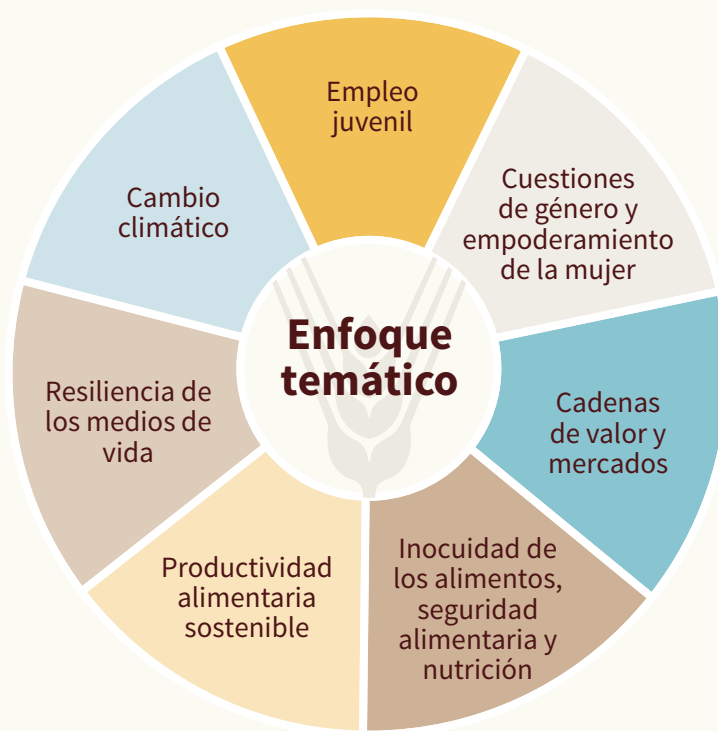 Enfoque
temático
Empleo
juvenil
Cuestiones
de género y
empoderamiento
de la mujer
Cadenas
de valor y
mercados
Inocuidad de
los alimentos,
seguridad
alimentaria y
nutrición
Productividad
alimentaria
sostenible
Resiliencia de
los medios de
vida
Cambio
climático